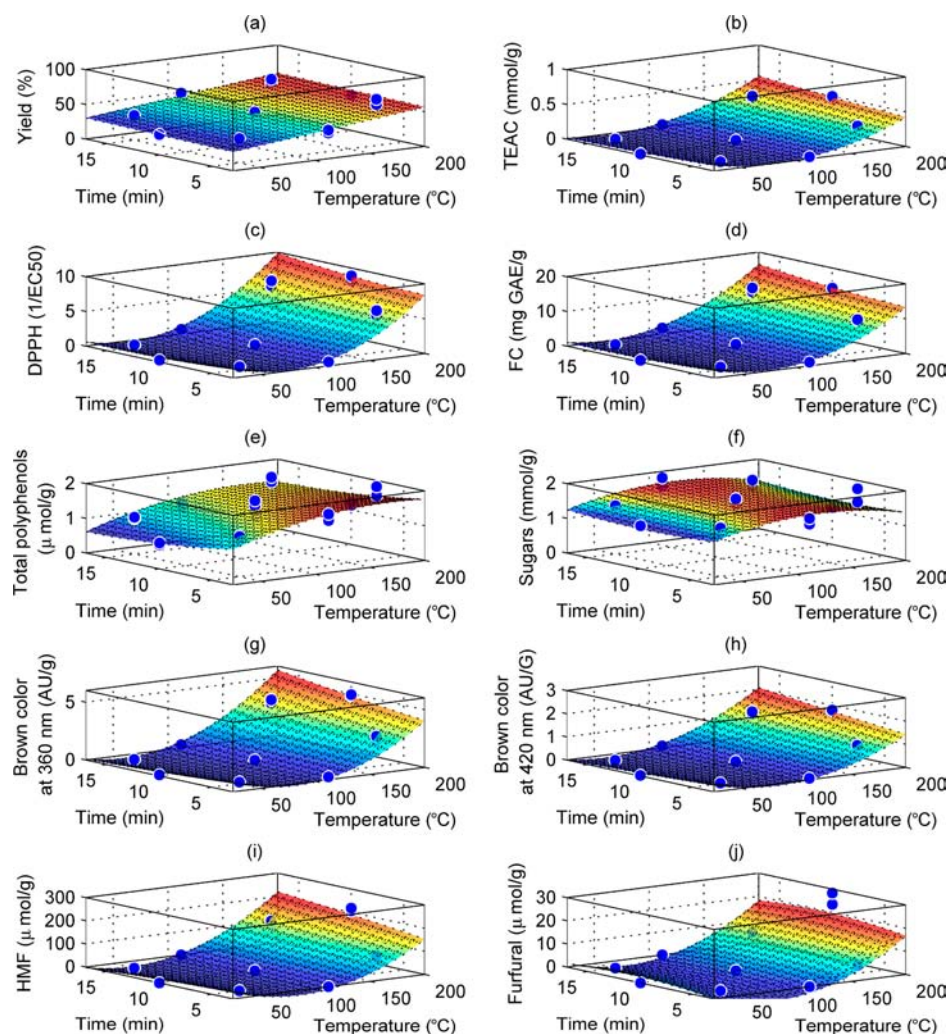 (a)
Yield (%)
100
50
0
15
10
5
Time (min)
50
100
150
200
Temperature (°C)
(b)
TEAC (mmol/g)
1
0.5
0
15
10
5
Time (min)
50
100
150
200
Temperature (°C)
(c)
DPPH (1/EC50)
10
5
0
15
10
5
Time (min)
50
100
150
200
Temperature (°C)
(d)
FC (mg GAE/g
20
10
0
15
10
5
Time (min)
50
100
150
200
Temperature (°C)
(e)
Total polyphenols
(μ mol/g)
2
1
0
15
10
5
Time (min)
50
100
150
200
Temperature (°C)
(f)
Sugars (mmol/g)
2
1
0
15
10
5
Time (min)
50
100
150
200
Temperature (°C)
(g)
Brown color
at 360 nm (AU/g)
5
0
15
10
5
Time (min)
50
100
150
200
Temperature (°C)
(h)
Brown color
at 420 nm (AU/G)
3
2
1
0
15
10
5
Time (min)
50
100
150
200
Temperature (°C)
(i)
HMF (μ mol/g)
300
200
100
0
15
10
5
Time (min)
50
100
150
200
Temperature (°C)
(j)
Furfural (μ mol/g)
30
20
10
0
15
10
5
Time (min)
50
100
150
200
Temperature (°C)